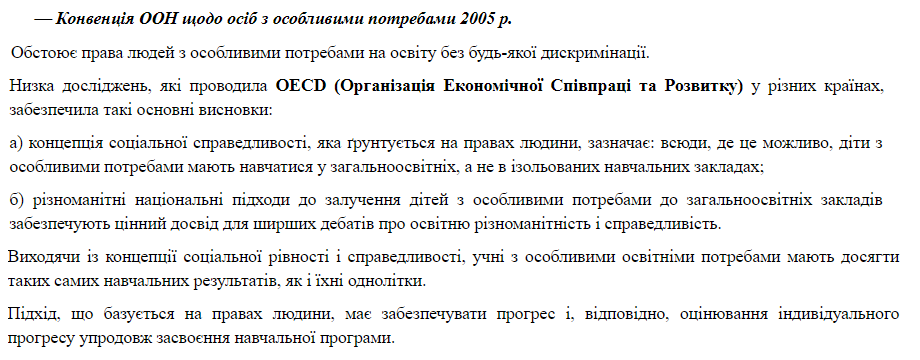 — Конвенція ООН щодо осіб з особливими потребами 2005 р.
Обстоює права людей з особливими потребами на освіту без будь-якої дискримінації.
Низка досліджень, які проводила OECD (Організація Економічної Співпраці та Розвитку) у різних країнах,
забезпечила такі основні висновки:
а) концепція соціальної справедливості, яка ґрунтується на правах людини, зазначає: всюди, де це можливо, діти з
особливими потребами мають навчатися у загальноосвітніх, а не в ізольованих навчальних закладах;
б) різноманітні національні підходи до залучення дітей з особливими потребами до загальноосвітніх закладів
забезпечують цінний досвід для ширших дебатів про освітню різноманітність і справедливість.
Виходячи із концепції соціальної рівності і справедливості, учні з особливими освітніми потребами мають досягти
таких самих навчальних результатів, як і їхні однолітки.
Підхід, що базується на правах людини, має забезпечувати прогрес і, відповідно, оцінювання індивідуального
прогресу упродовж засвоєння навчальної програми.